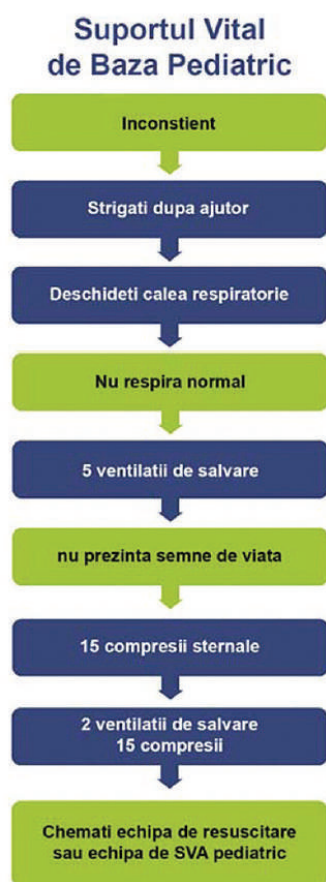 Suportul Vital
de Baza Pediatric
Inconstient
Strigati dupa ajutor
Deschideti calea respiratorie
Nu respira normal
5 ventilatii de salvare
nu prezinta semne de viata
15 compresii sternale
2 ventilatii de salvare
15 compresii
Chemati echipa de resuscitare
sau echipa de SVA pediatric